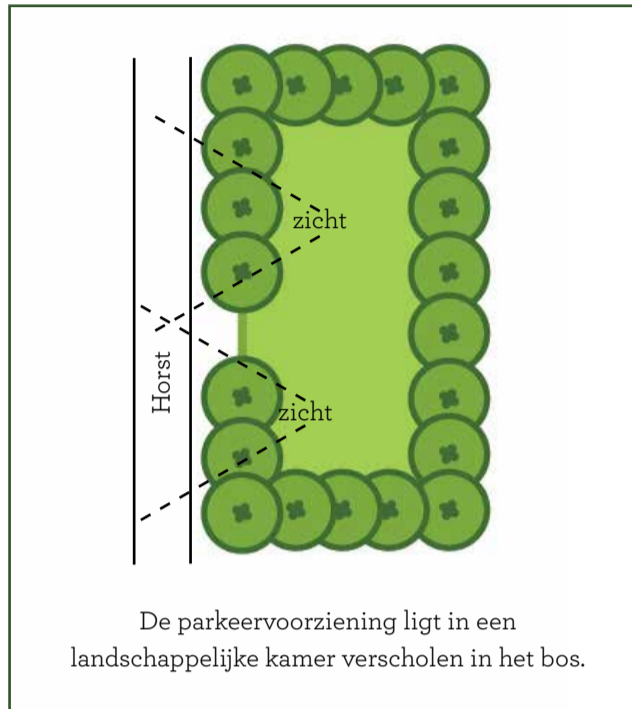 zicht
Horst
zicht
De parkeervoorziening ligt in een
landschappelijke kamer verscholen in het bos.